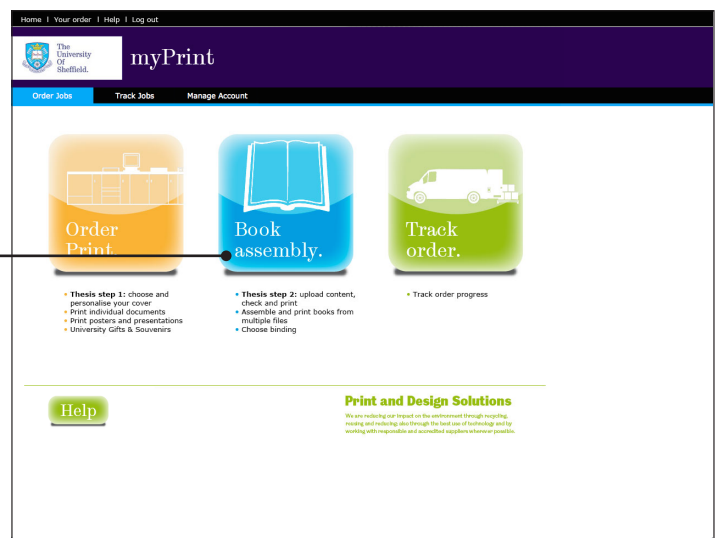 Home I Your order I Help I Log out
The
University
Of
Sheffield.
myPrint
Order Jobs Track Jobs Manage Account
Order
Print.
Book
assembly.
Track
order.
• Thesis step 1: choose and
personalise your cover
• Print individual documents
• Print posters and presentations
• University Gifts & Souvenirs
• Thesis step 2: upload content,
check and print
• Assemble and print books from
multiple files
• Choose binding
• Track order progress
Help
Print and Design Solutions
We are reducing our impact on the environment through recycling,
reusing and reducing; also through the best use of technology and by
working with responsible and accredited suppliers wherever possible.